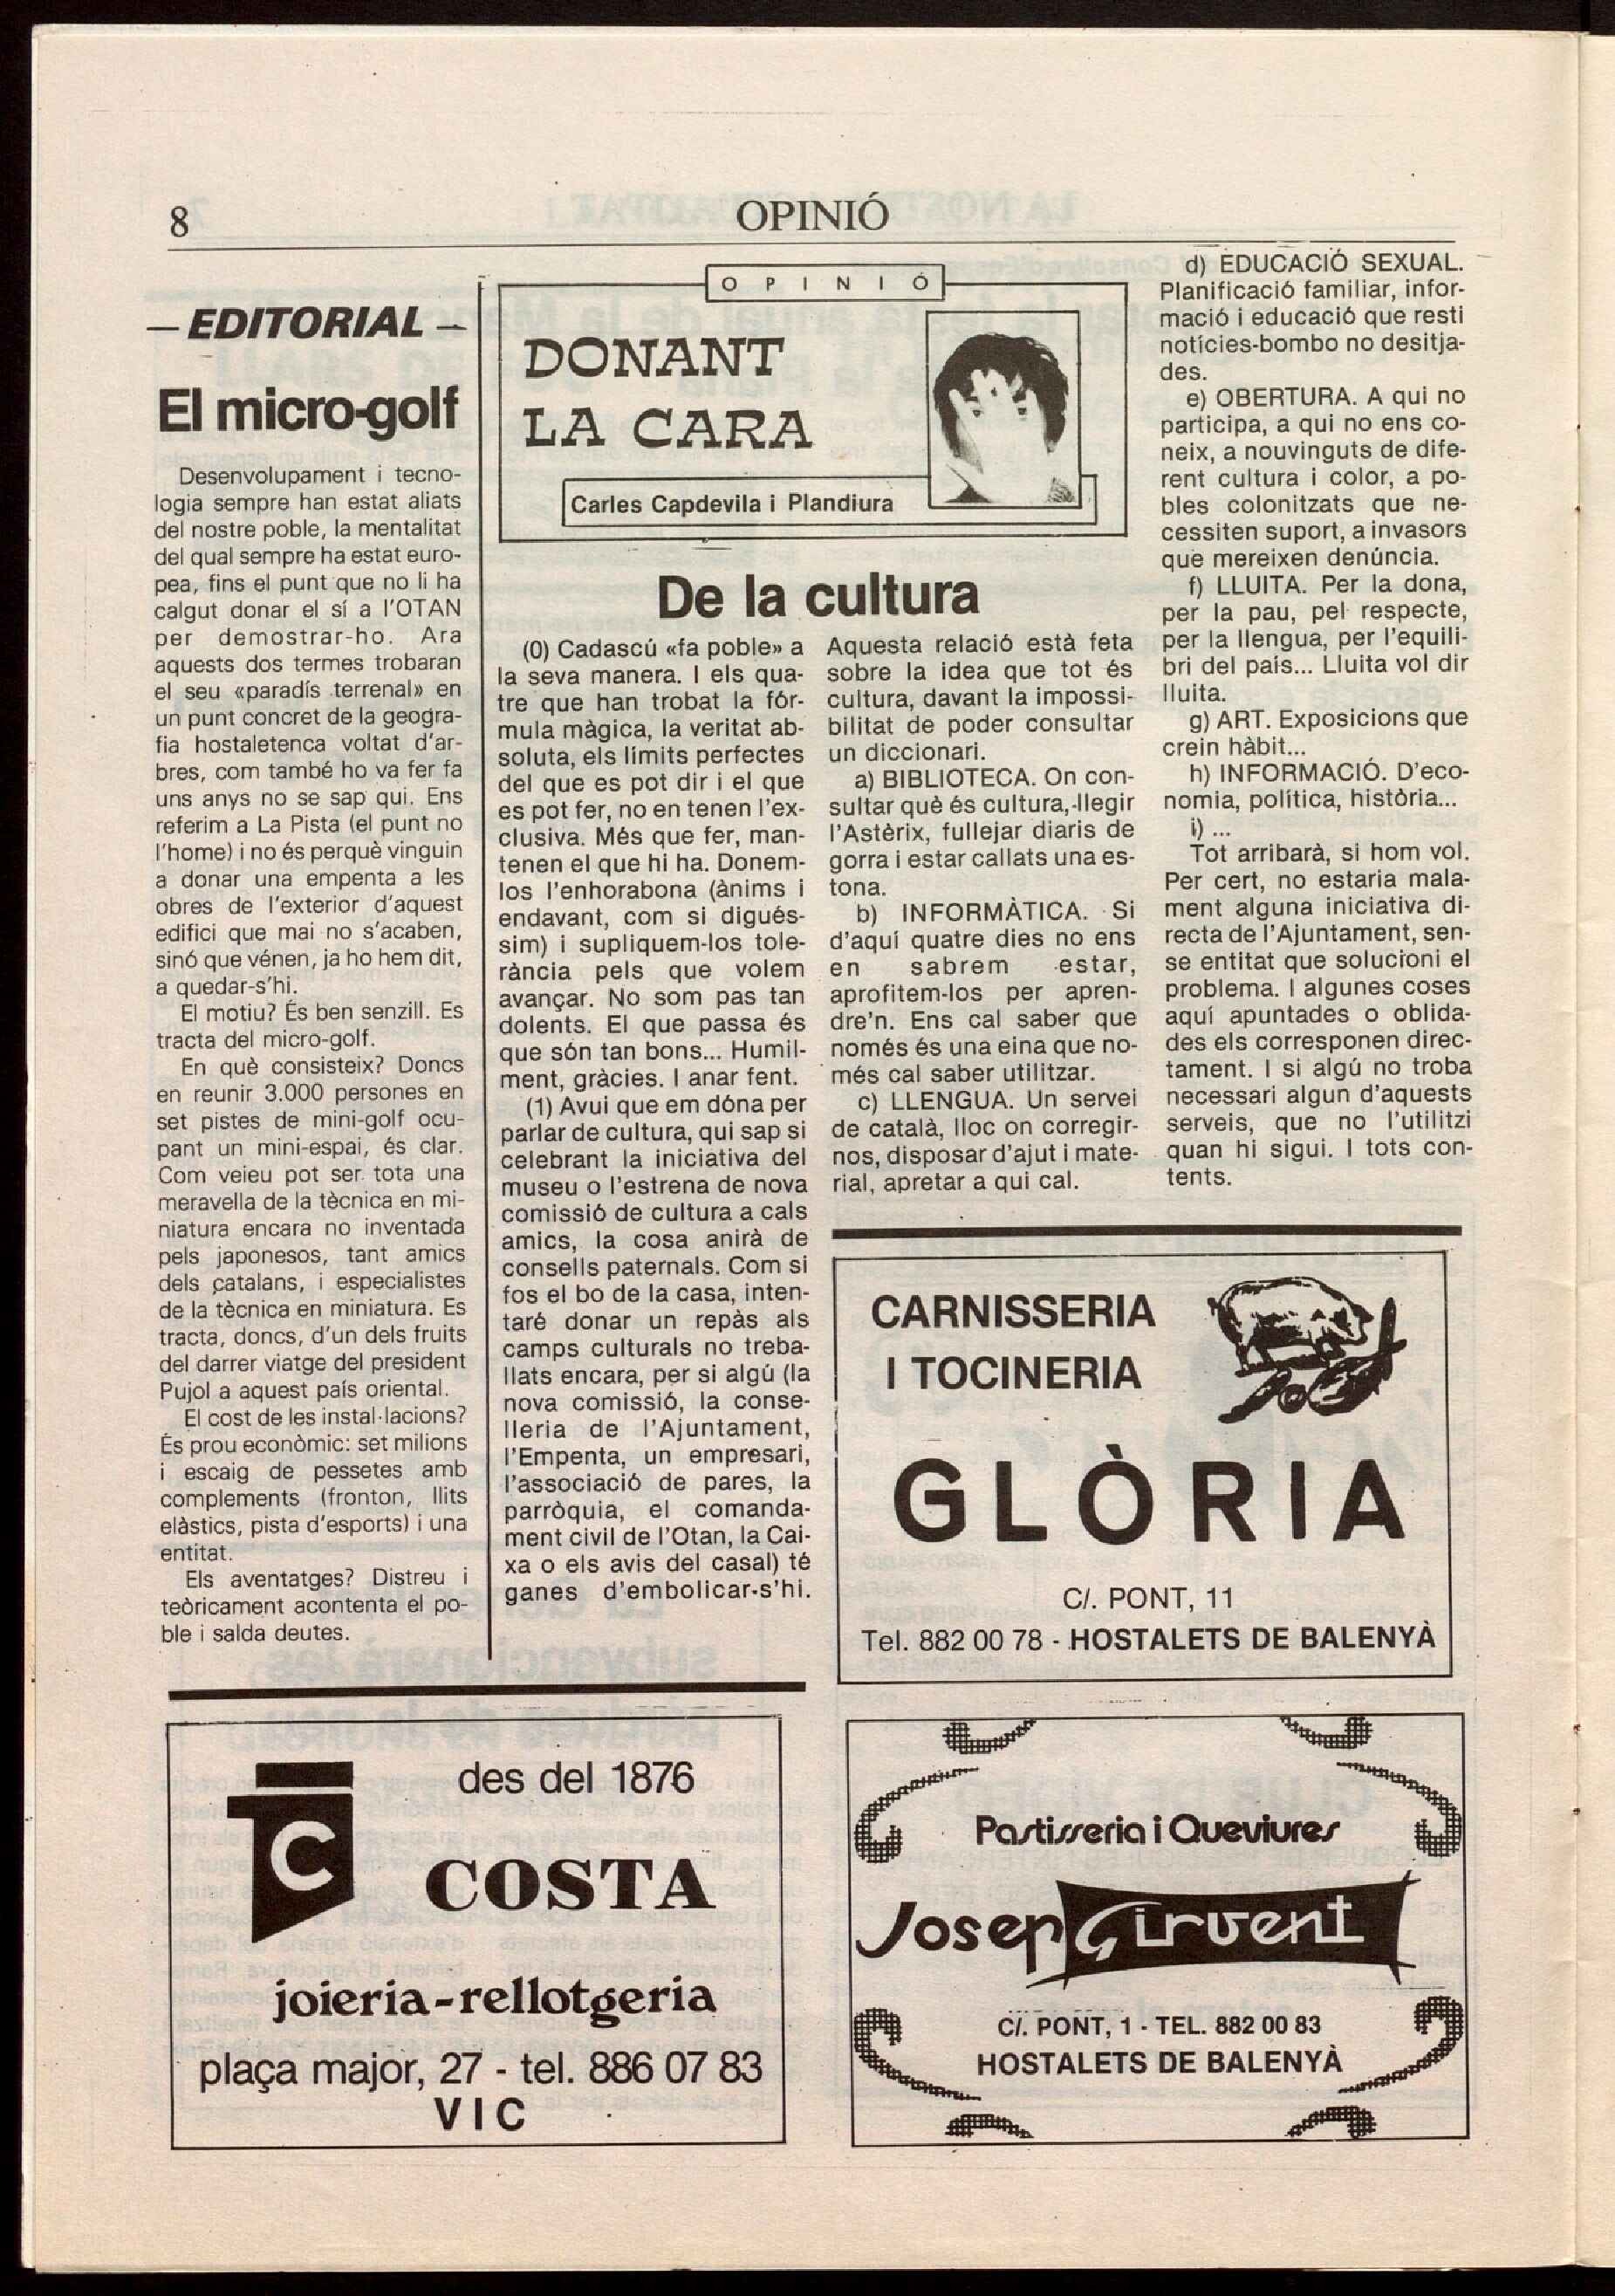 8
OPINIÓ
— EDITORIAL —
El micro-golf
Desenvolupament i tecno-
logia sempre han estat aliats
del nostre poble, la mentalitat
del qual sempre ha estat euro-
pea, fins el punt que no li ha
calgut donar el sí a l'OTAN
per demostrar-ho. Ara
aquests dos termes trobaran
el seu «paradís terrenal» en
un punt concret de la geogra-
fia hostaletenca voltat d'ar-
bres, com també ho va fer fa
uns anys no se sap qui. Ens
referim a La Pista (el punt no
l'home) i no és perquè vinguin
a donar una empenta a les
obres de l'exterior d'aquest
edifici que mai no s'acaben,
sinó que vénen, ja ho hem dit,
a quedar-s'hi.
El motiu? És ben senzill. Es
tracta del micro-golf.
En què consisteix? Doncs
en reunir 3.000 persones en
set pistes de mini-golf ocu-
pant un mini-espai, és clar.
Com veieu pot ser tota una
meravella de la tècnica en mi-
niatura encara no inventada
pels japonesos, tant amics
dels catalans, i especialistes
de la tècnica en miniatura. Es
tracta, doncs, d'un dels fruits
del darrer viatge del president
Pujol a aquest país oriental.
El cost de les instal·lacions?
És prou econòmic: set milions
i escaig de pessetes amb
complements (fronton, llits
elàstics, pista d'esports) i una
entitat.
Els aventatges? Distreu i
teòricament acontenta el po-
ble i salda deutes.
OPINIÓ
DONANT
LA CARA
Carles Capdevila i Plandiura
De la cultura
(0) Cadascú «fa poble» a
la seva manera. I els qua-
tre que han trobat la fór-
mula màgica, la veritat ab-
soluta, els límits perfectes
del que es pot dir i el que
es pot fer, no en tenen l'ex-
clusiva. Més que fer, man-
tenen el que hi ha. Donem-
los l'enhorabona (ànims i
endavant, com si digués-
sim) i supliquem-los tole-
rància pels que volem
avançar. No som pas tan
dolents. El que passa és
que són tan bons... Humil-
ment, gràcies. I anar fent.
(1) Avui que em dóna per
parlar de cultura, qui sap si
celebrant la iniciativa del
museu o l'estrena de nova
comissió de cultura a cals
amics, la cosa anirà de
consells paternals. Com si
fos el bo de la casa, inten-
taré donar un repàs als
camps culturals no treba-
llats encara, per si algú (la
nova comissió, la conse-
lleria de l'Ajuntament,
l'Empenta, un empresari,
l'associació de pares, la
parròquia, el comanda-
ment civil de l'Otan, la Cai-
xa o els avis del casal) té
ganes d'embolicar-s'hi.
Aquesta relació està feta
sobre la idea que tot és
cultura, davant la impossi-
bilitat de poder consultar
un diccionari.
a) BIBLIOTECA. On con-
sultar què és cultura, llegir
l'Astèrix, fullejar diaris de
gorra i estar callats una es-
tona.
b) INFORMÀTICA. Si
d'aquí quatre dies no ens
en sabrem estar,
aprofitem-los per apren-
dre'n. Ens cal saber que
només és una eina que no-
més cal saber utilitzar.
c) LLENGUA. Un servei
de català, lloc on corregir-
nos, disposar d'ajut i mate-
rial, apretar a qui cal.
d) EDUCACIÓ SEXUAL.
Planificació familiar, infor-
mació i educació que resti
notícies-bombo no desitja-
des.
e) OBERTURA. A qui no
participa, a qui no ens co-
neix, a nouvinguts de dife-
rent cultura i color, a po-
bles colonitzats que ne-
cessiten suport, a invasors
que mereixen denúncia.
f) LLUITA. Per la dona,
per la pau, pel respecte,
per la llengua, per l'equili-
bri del país... Lluita vol dir
lluita.
g) ART. Exposicions que
crein hàbit...
h) INFORMACIÓ. D'eco-
nomia, política, història...
i) ...
Tot arribarà, si hom vol.
Per cert, no estaria mala-
ment alguna iniciativa di-
recta de l'Ajuntament, sen-
se entitat que solucioni el
problema. I algunes coses
aquí apuntades o oblida-
des els corresponen direc-
tament. I si algú no troba
necessari algun d'aquests
serveis, que no l'utilitzi
quan hi sigui. I tots con-
tents.
CARNISSERIA
I TOCINERIA
GLÒRIA
C/. PONT, 11
Tel. 882 00 78 - HOSTALETS DE BALENYÀ
des del 1876
C
COSTA
joieria-rellotgeria
plaça major, 27 - tel. 886 07 83
VIC
Pastisseria i Queviures
Josep Girvent
C/. PONT, 1 - TEL. 882 00 83
HOSTALETS DE BALENYÀ